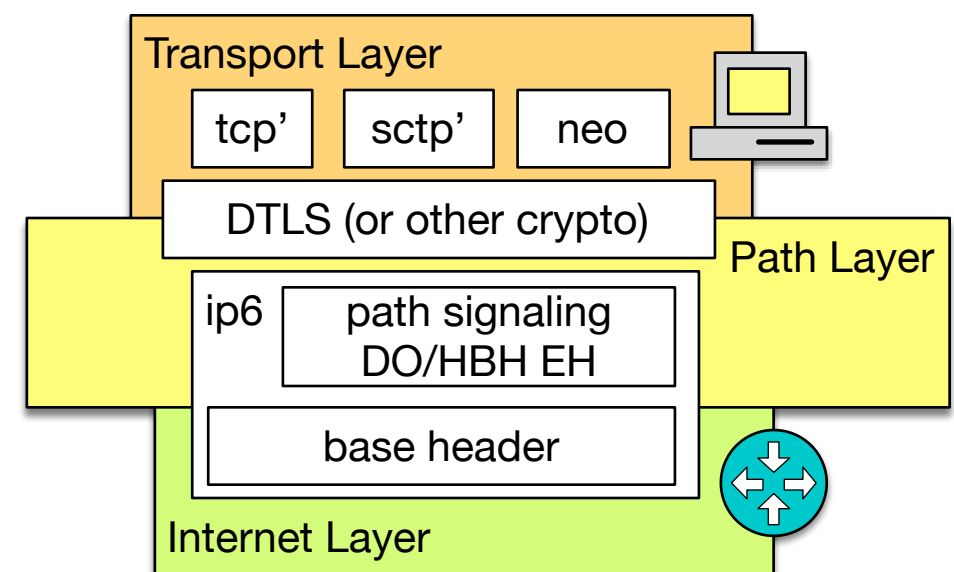 Transport Layer
tcp’
sctp’
neo
DTLS (or other crypto)
Path Layer
ip6
path signaling
DO/HBH EH
base header
Internet Layer